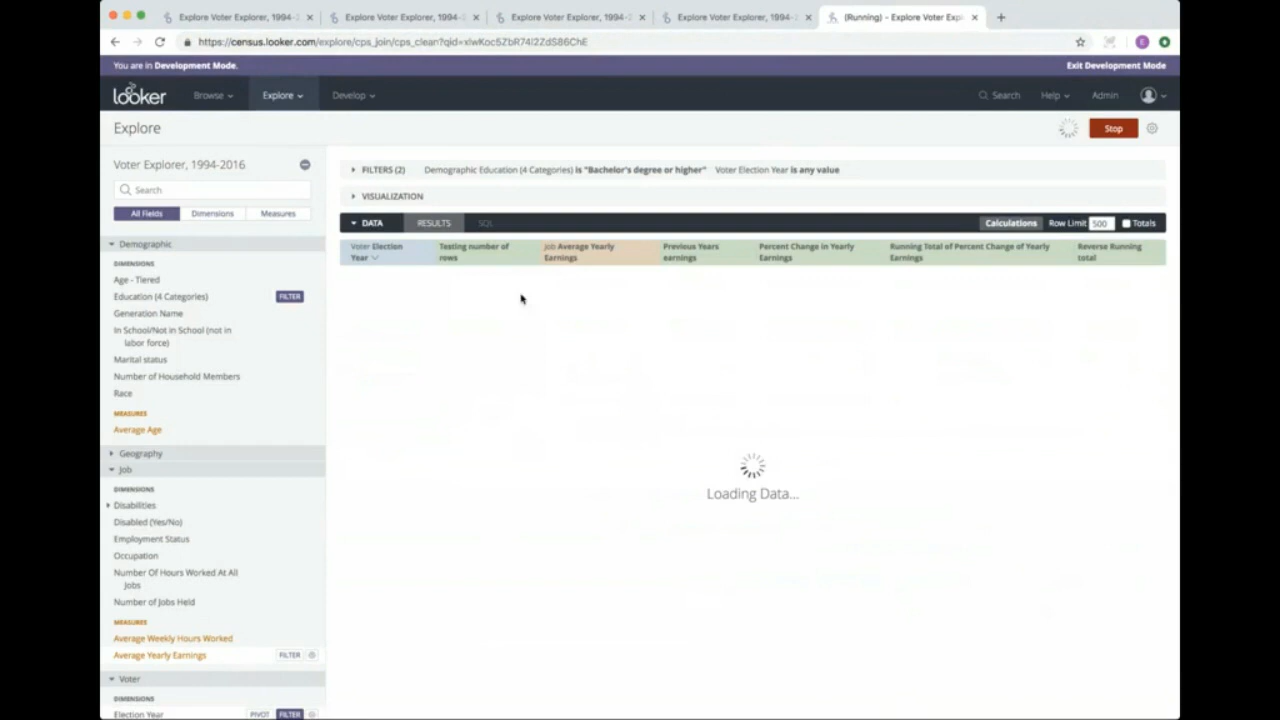 Explore Voter Explorer, 1994-2
Explore Voter Explorer, 1994-
Explore Voter Explorer, 1994-2
Explore Voter Explorer, 1994-
(Running) - Explore Voter Expl
https://census.looker.com/explore/cps_join/cps_clean?qid=
You are in Development Mode.
Exit Development Mode
looker
Browse
Explore
Develop
Search
Help
Admin
Explore
Stop
Voter Explorer, 1994-2016
Search
All Fields
Dimensions
Measures
Demographic
DIMENSIONS
Age - Tiered
Education (4 Categories)
FILTER
Generation Name
In School/Not in School (not in
labor force)
Marital status
Number of Household Members
Race
MEASURES
Average Age
Geography
Job
DIMENSIONS
Disabilities
Disabled (Yes/No)
Employment Status
Occupation
Number Of Hours Worked At All
Jobs
Number of Jobs Held
MEASURES
Average Weekly Hours Worked
Average Yearly Earnings
FILTER
Voter
DIMENSIONS
Election Year
PIVOT
FILTER
FILTERS (2)
Demographic Education (4 Categories) is "Bachelor's degree or higher"
Voter Election Year is any value
VISUALIZATION
DATA
RESULTS
SQL
Calculations
Row Limit
500
Totals
Voter Election
Year
Testing number of
rows
Job Average Yearly
Earnings
Previous Years
earnings
Percent Change in Yearly
Earnings
Running Total of Percent Change of Yearly
Earnings
Reverse Running
total
Loading Data...